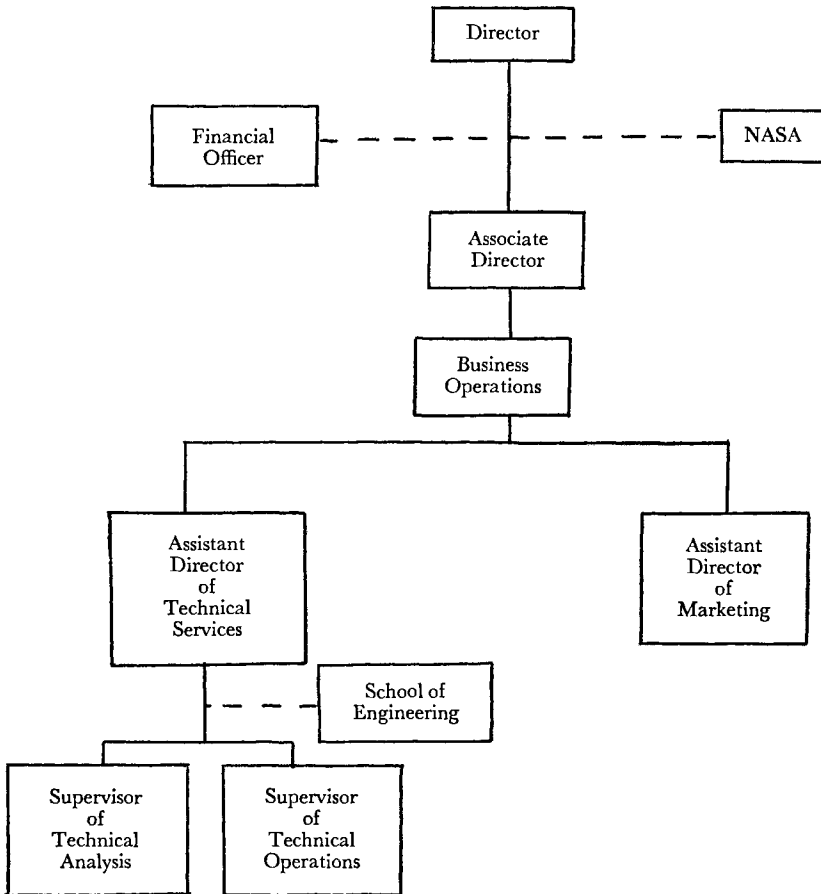 Director
Financial
Officer
NASA
Associate
Director
Business
Operations
Assistant
Director
of
Technical
Services
Assistant
Director
of
Marketing
School of
Engineering
Supervisor
of
Technical
Analysis
Supervisor
of
Technical
Operations